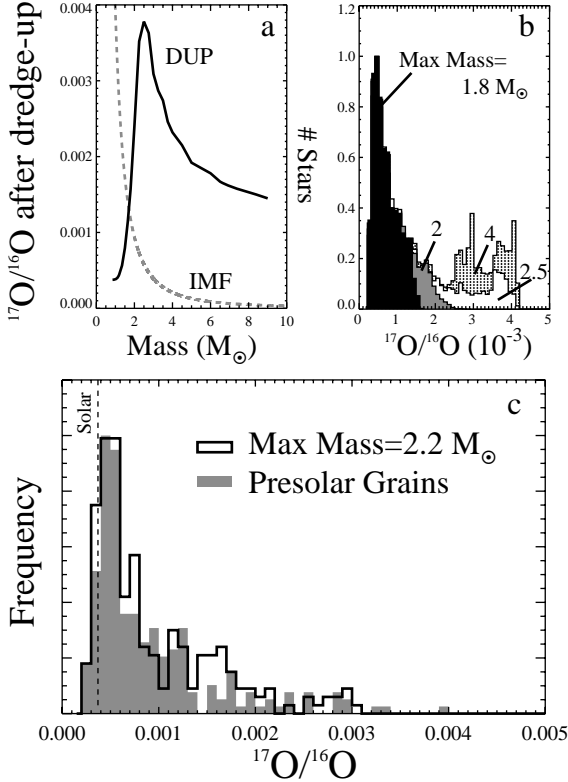 a
DUP
IMF
0.004
0.003
0.002
0.001
0.000
0 2 4 6 8 10
¹⁷O/¹⁶O after dredge-up
Mass (M☉)
b
Max Mass=
1.8 M☉
2
4
2.5
1.2
1.0
0.8
0.6
0.4
0.2
0.0
0 1 2 3 4 5
# Stars
¹⁷O/¹⁶O (10⁻³)
c
Solar
Max Mass=2.2 M☉
Presolar Grains
Frequency
0.000 0.001 0.002 0.003 0.004 0.005
¹⁷O/¹⁶O